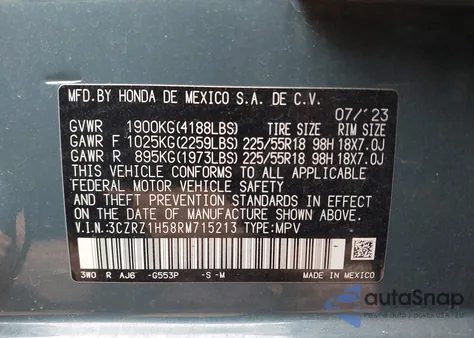 MFD.BY HONDA DE MEXICO S.A. DE C.V.
07/'23
GVWR 1900KG(4188LBS) TIRE SIZE RIM SIZE
GAWR F 1025KG(2259LBS) 225/55R18 98H 18X7.0J
GAWR R 895KG(1973LBS) 225/55R18 98H 18X7.0J
THIS VEHICLE CONFORMS TO ALL APPLICABLE
FEDERAL MOTOR VEHICLE SAFETY
AND THEFT PREVENTION STANDARDS IN EFFECT
ON THE DATE OF MANUFACTURE SHOWN ABOVE.
V.I.N:3CZRZ1H58RM715213 TYPE:MPV
3W0 R AJ6 -G553P -S-M MADE IN MEXICO
autoSnap